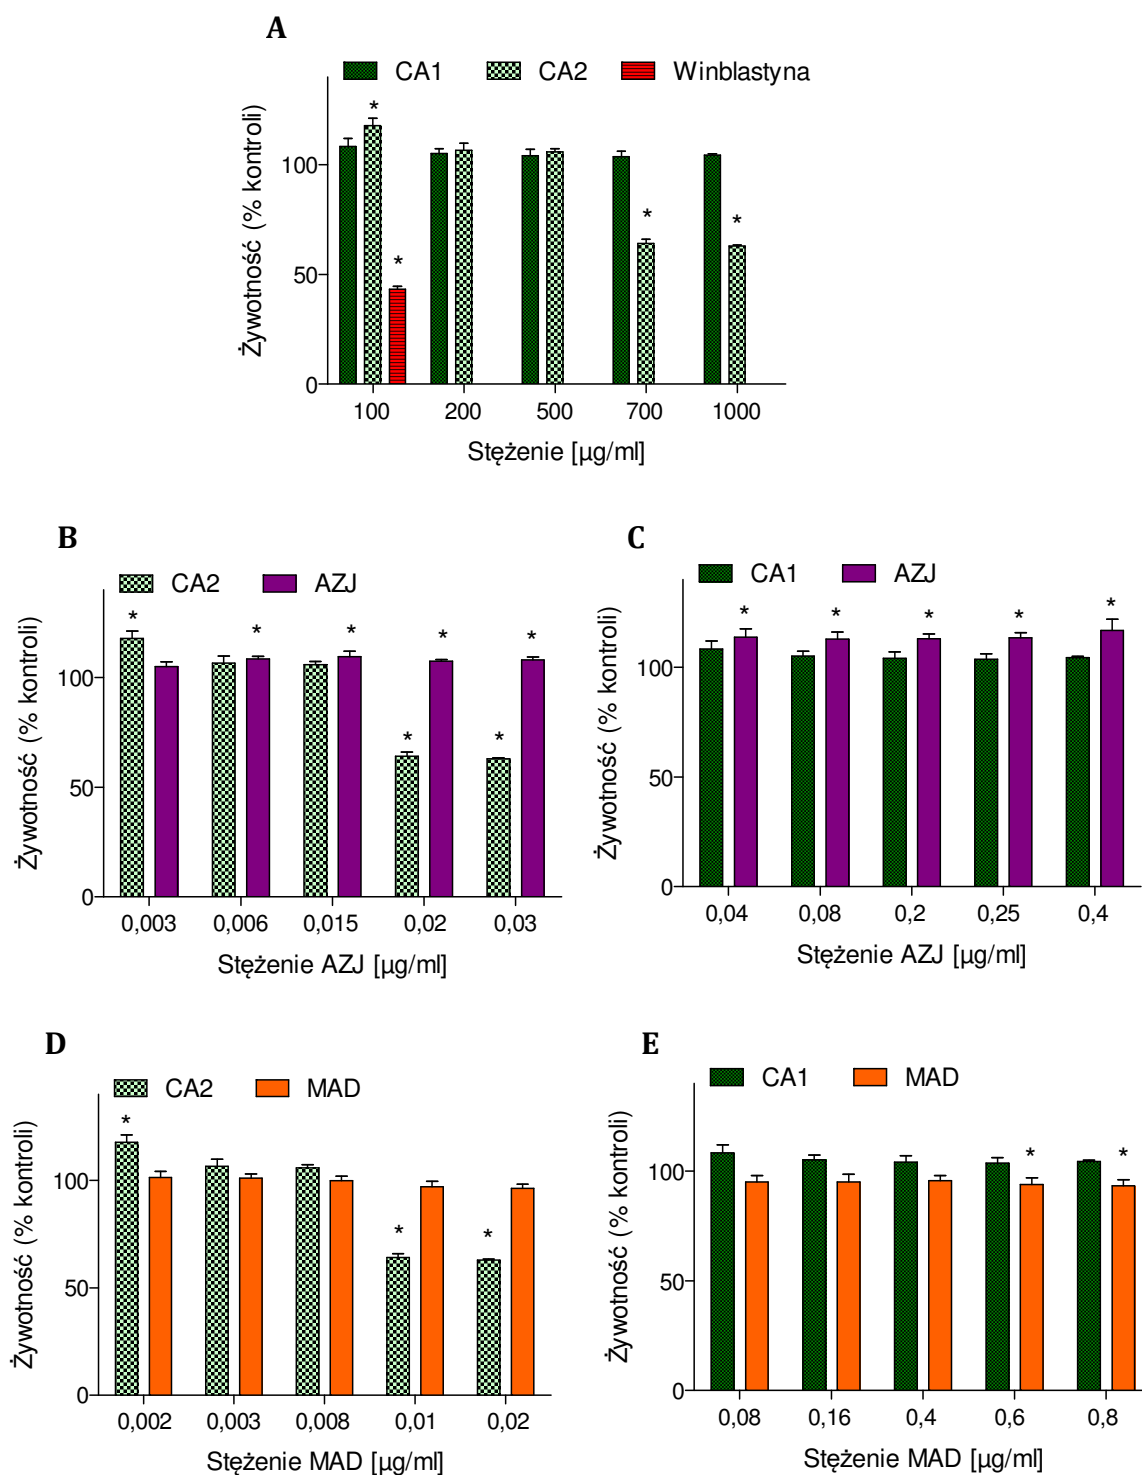 A
CA1 CA2 Winblastyna
Żywotność (% kontroli)
100
50
0
* * * *
100 200 500 700 1000
Stężenie [µg/ml]
B
CA2 AZJ
Żywotność (% kontroli)
100
50
0
* * * * * * *
0,003 0,006 0,015 0,02 0,03
Stężenie AZJ [µg/ml]
C
CA1 AZJ
Żywotność (% kontroli)
100
50
0
* * * * *
0,04 0,08 0,2 0,25 0,4
Stężenie AZJ [µg/ml]
D
CA2 MAD
Żywotność (% kontroli)
100
50
0
* * *
0,002 0,003 0,008 0,01 0,02
Stężenie MAD [µg/ml]
E
CA1 MAD
Żywotność (% kontroli)
100
50
0
* *
0,08 0,16 0,4 0,6 0,8
Stężenie MAD [µg/ml]